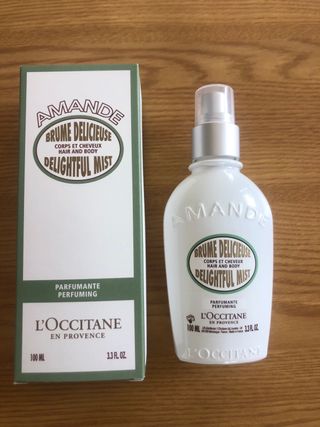 AMANDE
BRUME DELICIEUSE
CORPS ET CHEVEUX
HAIR AND BODY
DELIGHTFUL MIST
PARFUMANTE
PERFUMING
L'OCCITANE
EN PROVENCE
100 ML 3.3 FL. OZ.
AMANDE
BRUME DELICIEUSE
CORPS ET CHEVEUX
HAIR AND BODY
DELIGHTFUL MIST
PARFUMANTE
PERFUMING
L'OCCITANE
EN PROVENCE
100 ML
3.3 FL. OZ.
L'OCCITANE